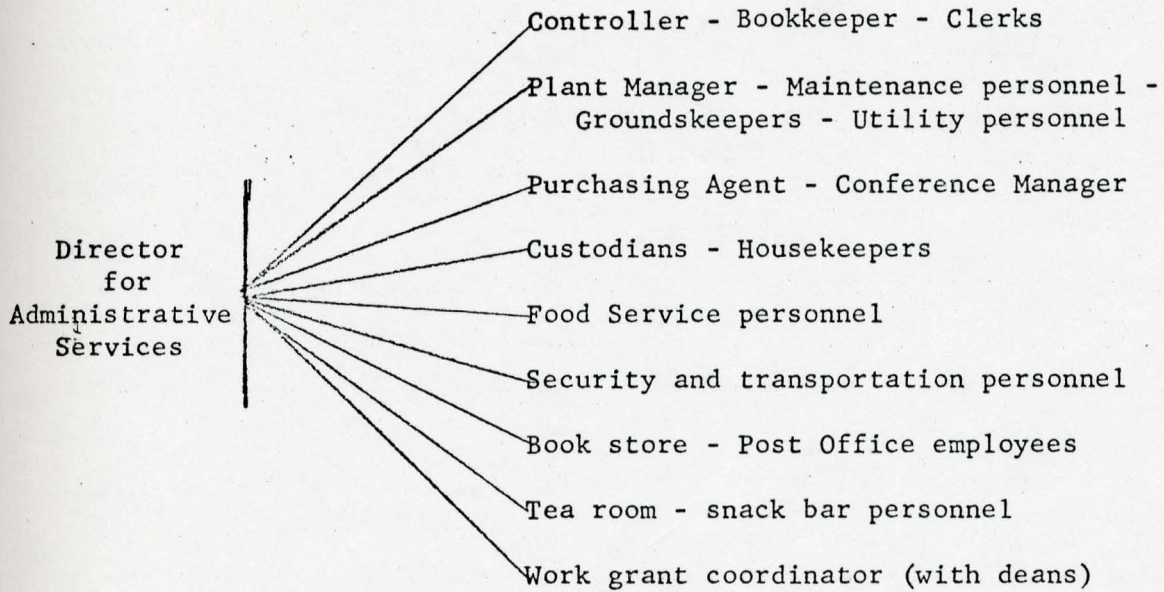 Controller - Bookkeeper - Clerks
Plant Manager - Maintenance personnel -
Groundskeepers - Utility personnel
Purchasing Agent - Conference Manager
Director
for
Administrative
Services
Custodians - Housekeepers
Food Service personnel
Security and transportation personnel
Book store - Post Office employees
Tea room - snack bar personnel
Work grant coordinator (with deans)